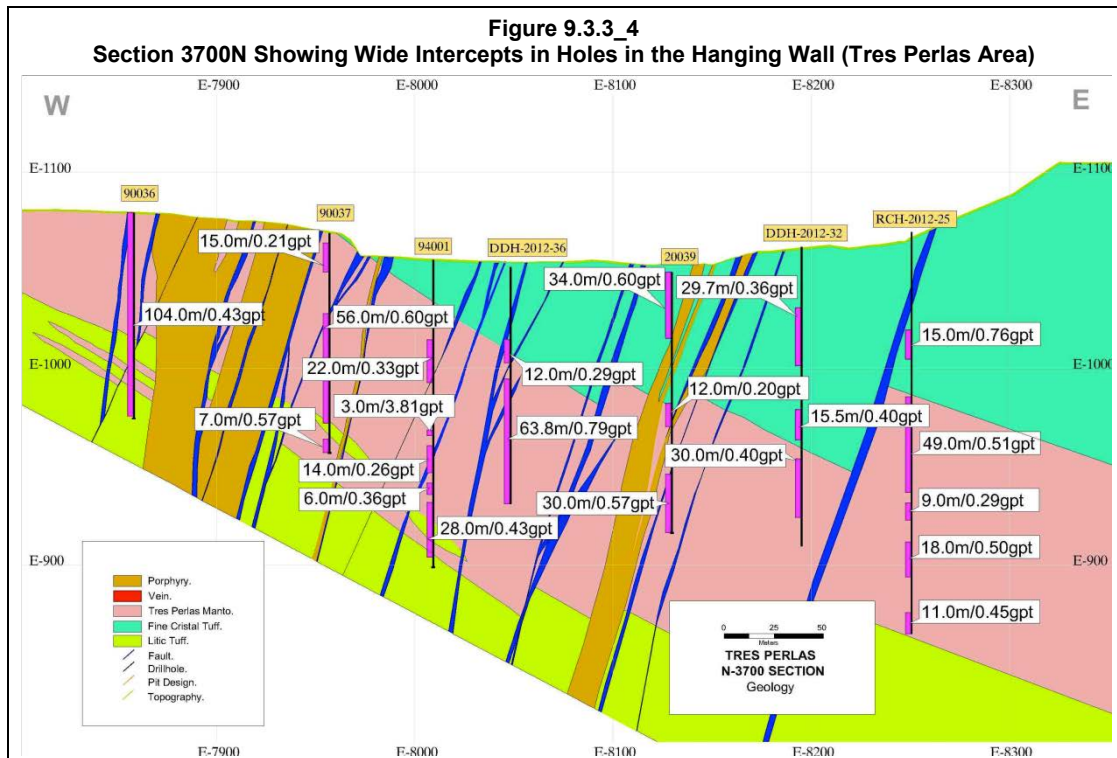 Figure 9.3.3_4
Section 3700N Showing Wide Intercepts in Holes in the Hanging Wall (Tres Perlas Area)
E-7900 E-8000 E-8100 E-8200 E-8300
W E
E-1100 E-1100
90036
90037
94001
DDH-2012-36
20039
DDH-2012-32
RCH-2012-25
15.0m/0.21gpt
34.0m/0.60gpt
29.7m/0.36gpt
104.0m/0.43gpt
56.0m/0.60gpt
15.0m/0.76gpt
E-1000 E-1000
22.0m/0.33gpt
12.0m/0.29gpt
3.0m/3.81gpt
12.0m/0.20gpt
7.0m/0.57gpt
63.8m/0.79gpt
15.5m/0.40gpt
49.0m/0.51gpt
14.0m/0.26gpt
30.0m/0.40gpt
6.0m/0.36gpt
30.0m/0.57gpt
9.0m/0.29gpt
28.0m/0.43gpt
18.0m/0.50gpt
E-900 E-900
11.0m/0.45gpt
Porphyry.
Vein.
Tres Perlas Manto.
Fine Cristal Tuff.
Litic Tuff.
Fault.
Drillhole.
Pit Design.
Topography.
0 25 50
Meters
TRES PERLAS
N-3700 SECTION
Geology
E-7900 E-8000 E-8100 E-8200 E-8300